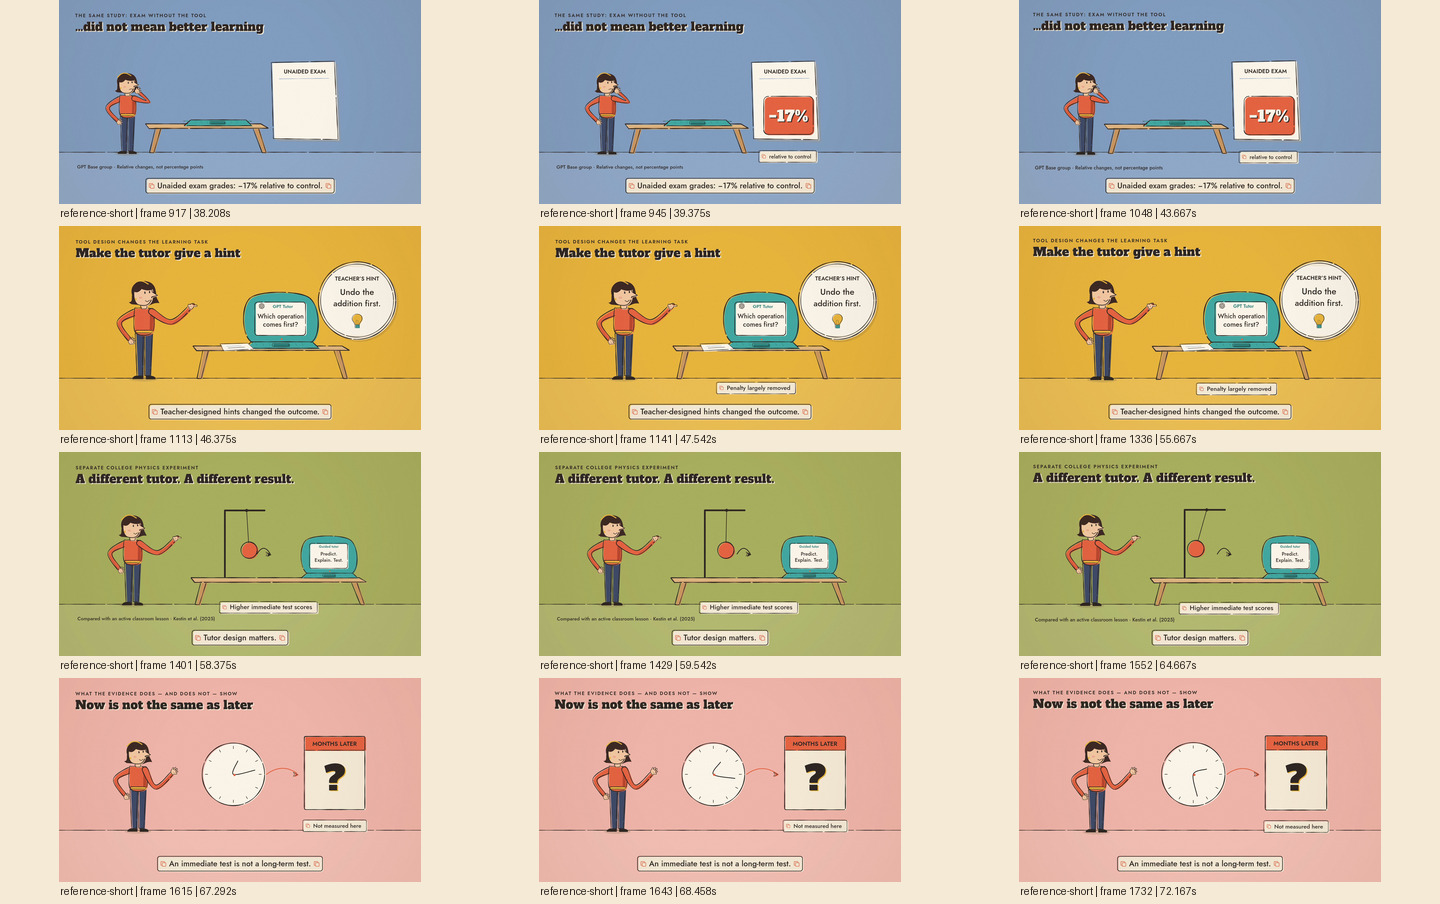 THE SAME STUDY: EXAM WITHOUT THE TOOL
...did not mean better learning
UNAIDED EXAM
GPT Base group · Relative changes, not percentage points
Unaided exam grades: −17% relative to control.
reference-short | frame 917 | 38.208s
THE SAME STUDY: EXAM WITHOUT THE TOOL
...did not mean better learning
UNAIDED EXAM
−17%
relative to control
GPT Base group · Relative changes, not percentage points
Unaided exam grades: −17% relative to control.
reference-short | frame 945 | 39.375s
THE SAME STUDY: EXAM WITHOUT THE TOOL
...did not mean better learning
UNAIDED EXAM
−17%
relative to control
GPT Base group · Relative changes, not percentage points
Unaided exam grades: −17% relative to control.
reference-short | frame 1048 | 43.667s
TOOL DESIGN CHANGES THE LEARNING TASK
Make the tutor give a hint
TEACHER'S HINT
Undo the
addition first.
GPT Tutor
Which operation
comes first?
Teacher-designed hints changed the outcome.
reference-short | frame 1113 | 46.375s
TOOL DESIGN CHANGES THE LEARNING TASK
Make the tutor give a hint
TEACHER'S HINT
Undo the
addition first.
GPT Tutor
Which operation
comes first?
Penalty largely removed
Teacher-designed hints changed the outcome.
reference-short | frame 1141 | 47.542s
TOOL DESIGN CHANGES THE LEARNING TASK
Make the tutor give a hint
TEACHER'S HINT
Undo the
addition first.
GPT Tutor
Which operation
comes first?
Penalty largely removed
Teacher-designed hints changed the outcome.
reference-short | frame 1336 | 55.667s
SEPARATE COLLEGE PHYSICS EXPERIMENT
A different tutor. A different result.
Guided tutor
Predict.
Explain. Test.
Higher immediate test scores
Compared with an active classroom lesson · Kestin et al. (2025)
Tutor design matters.
reference-short | frame 1401 | 58.375s
SEPARATE COLLEGE PHYSICS EXPERIMENT
A different tutor. A different result.
Guided tutor
Predict.
Explain. Test.
Higher immediate test scores
Compared with an active classroom lesson · Kestin et al. (2025)
Tutor design matters.
reference-short | frame 1429 | 59.542s
SEPARATE COLLEGE PHYSICS EXPERIMENT
A different tutor. A different result.
Guided tutor
Predict.
Explain. Test.
Higher immediate test scores
Compared with an active classroom lesson · Kestin et al. (2025)
Tutor design matters.
reference-short | frame 1552 | 64.667s
WHAT THE EVIDENCE DOES — AND DOES NOT — SHOW
Now is not the same as later
MONTHS LATER
?
Not measured here
An immediate test is not a long-term test.
reference-short | frame 1615 | 67.292s
WHAT THE EVIDENCE DOES — AND DOES NOT — SHOW
Now is not the same as later
MONTHS LATER
?
Not measured here
An immediate test is not a long-term test.
reference-short | frame 1643 | 68.458s
WHAT THE EVIDENCE DOES — AND DOES NOT — SHOW
Now is not the same as later
MONTHS LATER
?
Not measured here
An immediate test is not a long-term test.
reference-short | frame 1732 | 72.167s